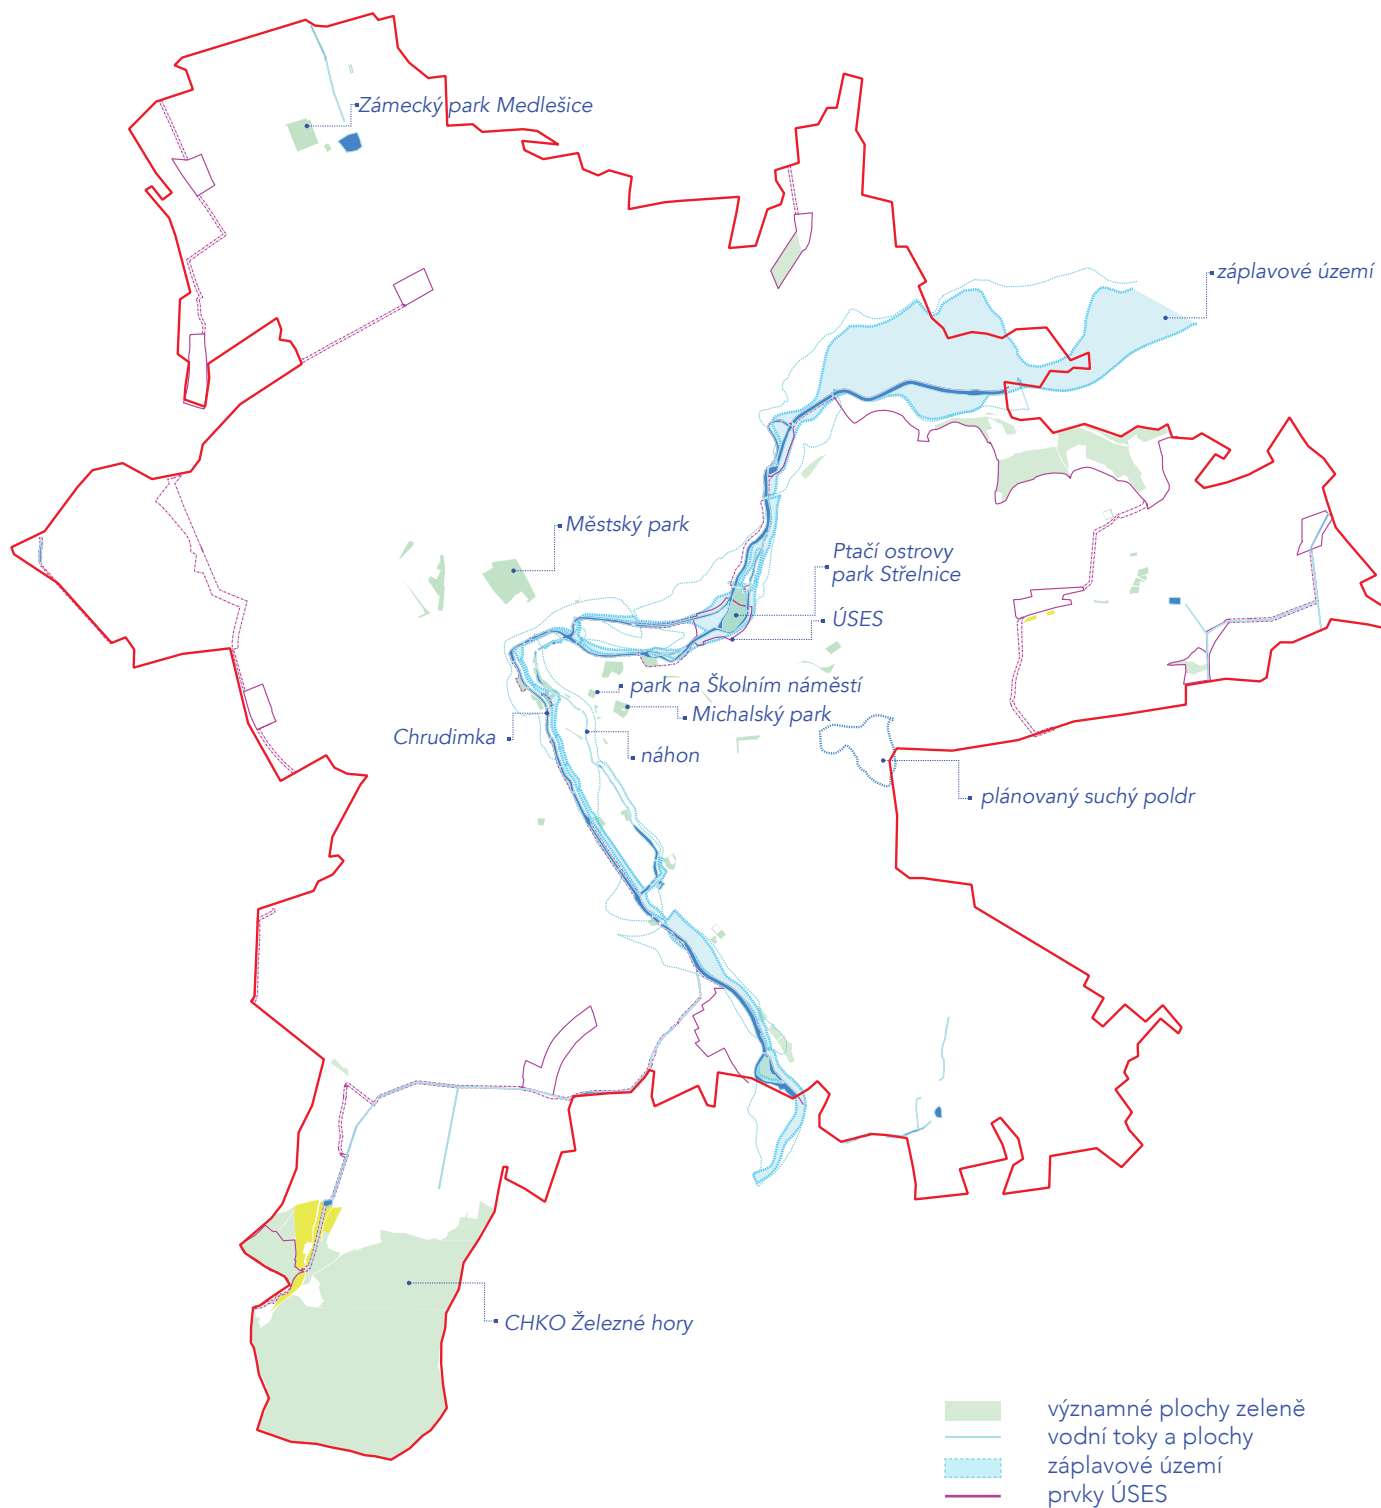 Zámecký park Medlešice
záplavové území
Městský park
Ptačí ostrovy
park Střelnice
ÚSES
park na Školním náměstí
Michalský park
Chrudimka
náhon
plánovaný suchý poldr
CHKO Železné hory
významné plochy zeleně
vodní toky a plochy
záplavové území
prvky ÚSES